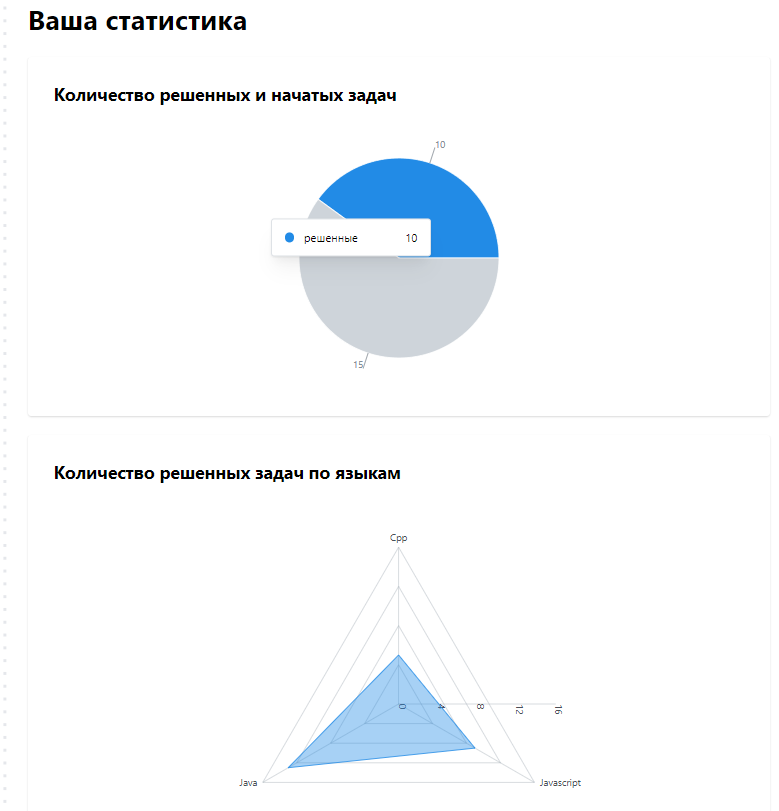 Ваша статистика
Количество решенных и начатых задач
10
решенные 10
15
Количество решенных задач по языкам
Cpp
0 4 8 12 16
Java
Javascript